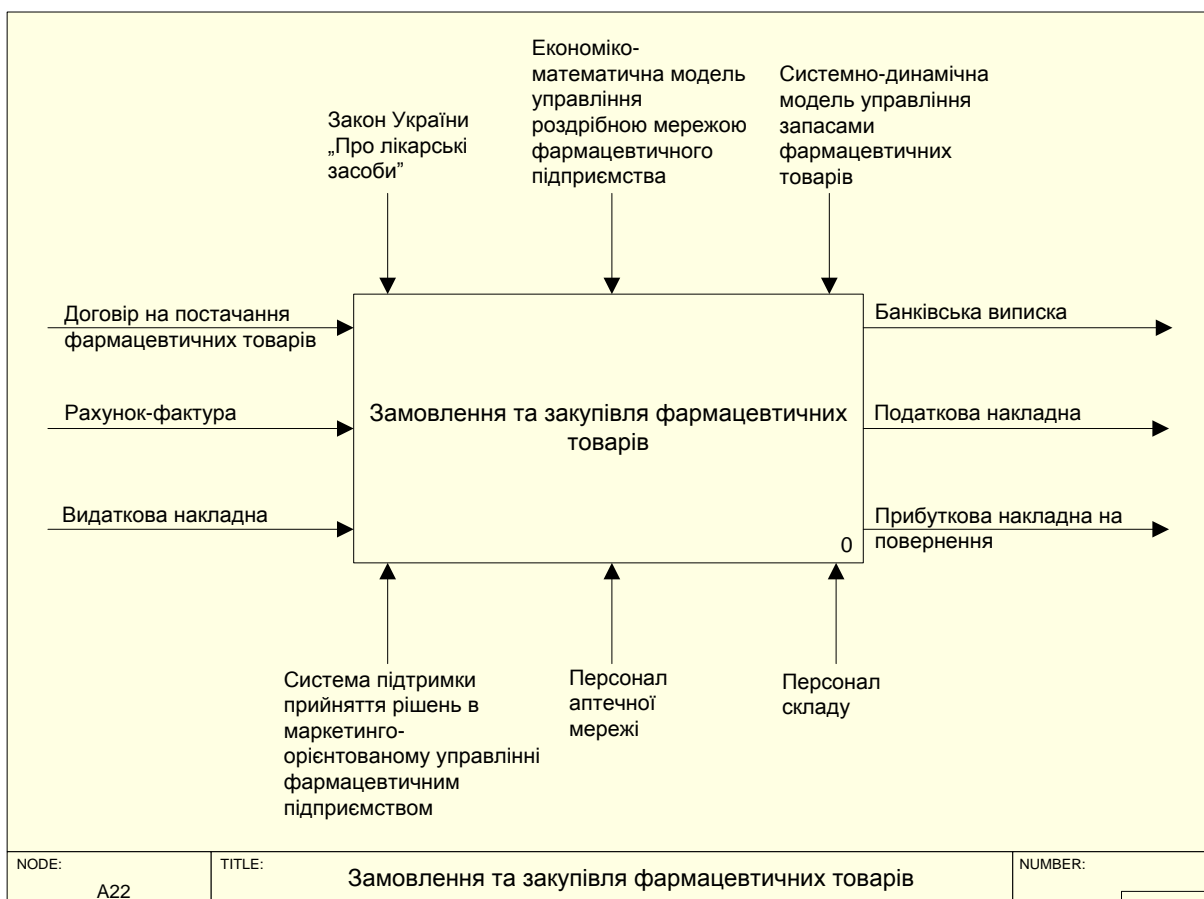 Закон України
„Про лікарські
засоби”
Економіко-
математична модель
управління
роздрібною мережою
фармацевтичного
підприємства
Системно-динамічна
модель управління
запасами
фармацевтичних
товарів
Договір на постачання
фармацевтичних товарів
Рахунок-фактура
Видаткова накладна
Замовлення та закупівля фармацевтичних
товарів
0
Банківська виписка
Податкова накладна
Прибуткова накладна на
повернення
Система підтримки
прийняття рішень в
маркетинго-
орієнтованому управлінні
фармацевтичним
підприємством
Персонал
аптечної
мережі
Персонал
складу
NODE:
A22
TITLE:
Замовлення та закупівля фармацевтичних товарів
NUMBER: